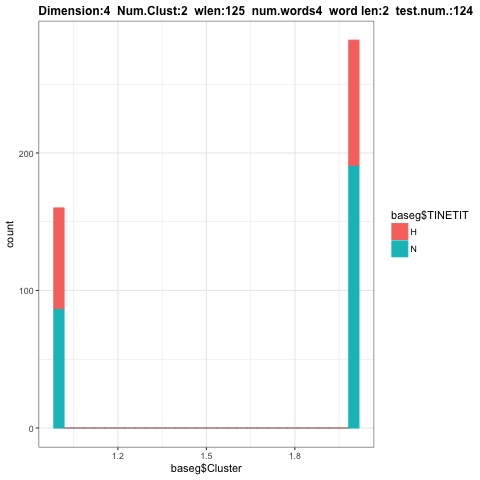 Dimension:4 Num.Clust:2 wlen:125 num.words4 word len:2 test.num.:124
count
200
100
0
1.2 1.5 1.8
baseg$Cluster
baseg$TINETIT
H
N